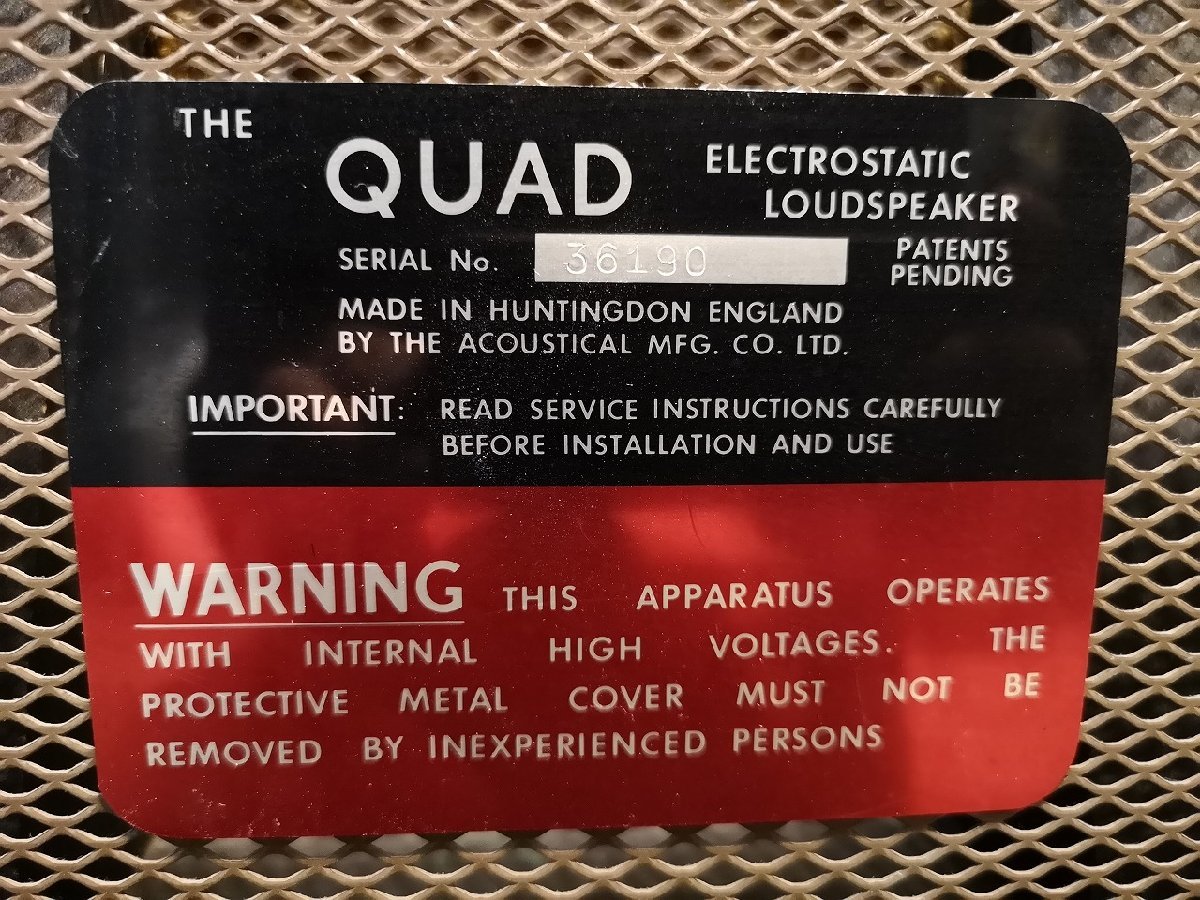 THE
QUAD
ELECTROSTATIC
LOUDSPEAKER
SERIAL No. 36190
PATENTS
PENDING
MADE IN HUNTINGDON ENGLAND
BY THE ACOUSTICAL MFG. CO. LTD.
IMPORTANT: READ SERVICE INSTRUCTIONS CAREFULLY
BEFORE INSTALLATION AND USE
WARNING THIS APPARATUS OPERATES
WITH INTERNAL HIGH VOLTAGES. THE
PROTECTIVE METAL COVER MUST NOT BE
REMOVED BY INEXPERIENCED PERSONS